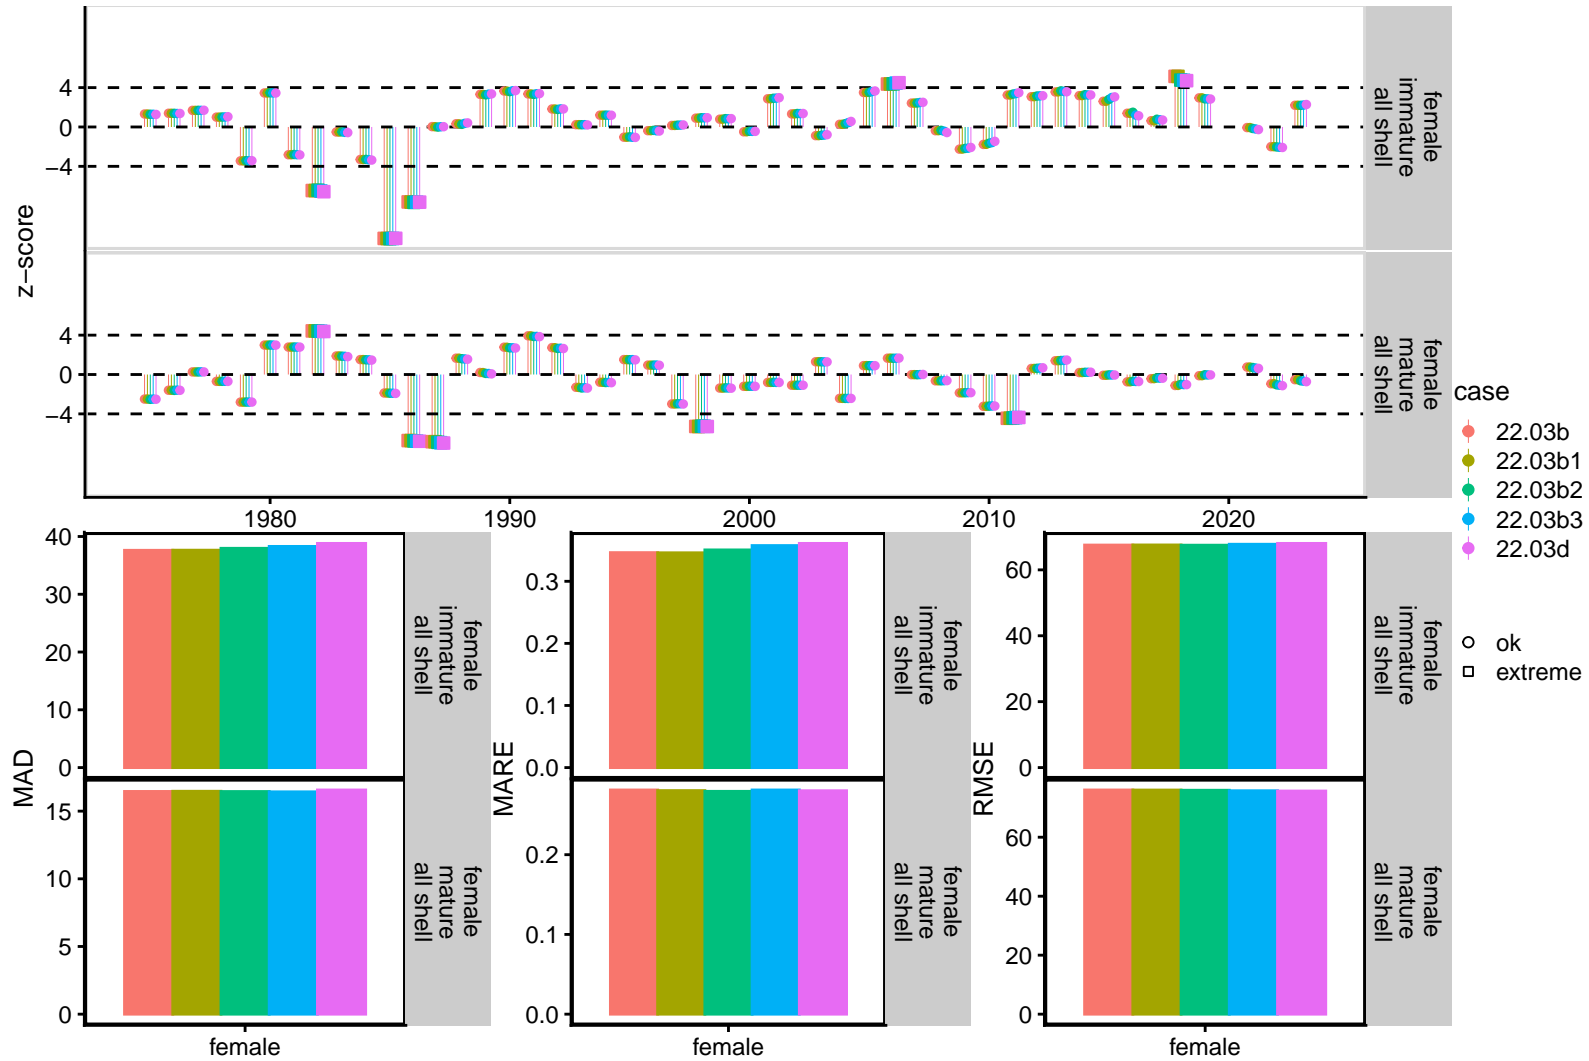 z−score
4
0
−4
female
immature
all shell
4
0
−4
female
mature
all shell
1980
1990
2000
2010
2020
case
22.03b
22.03b1
22.03b2
22.03b3
22.03d
ok
extreme
MAD
40
30
20
10
0
female
immature
all shell
15
10
5
0
female
mature
all shell
female
MARE
0.3
0.2
0.1
0.0
female
immature
all shell
0.2
0.1
0.0
female
mature
all shell
female
RMSE
60
40
20
0
female
immature
all shell
60
40
20
0
female
mature
all shell
female